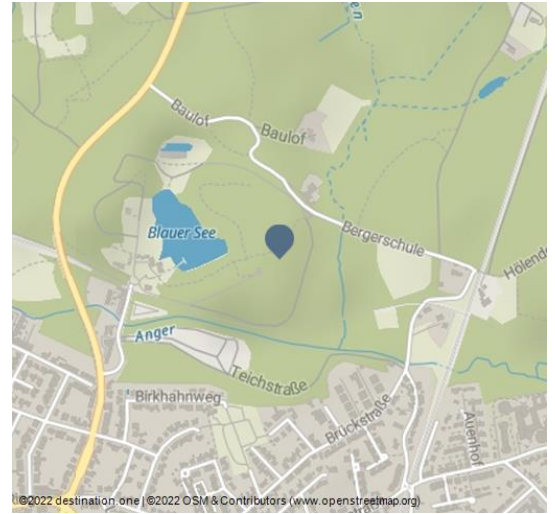 en
Baulof
Baulof
Blauer See
Bergerschule
Hölende
Anger
Teichstraße
Birkhahnweg
Brückstraße
Auenhof
©2022 destination one | ©2022 OSM & Contributors (www.openstreetmap.org)